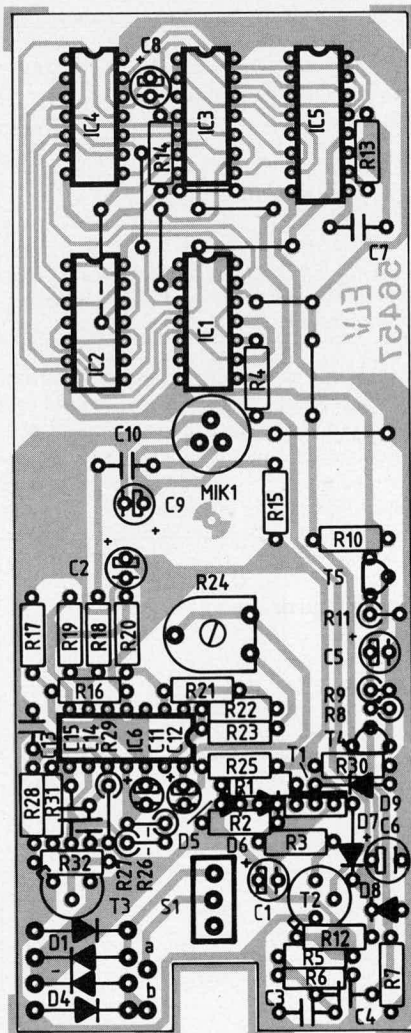 C8
IC4
IC3
IC5
R14
R13
C7
IC2
IC1
56457
ELV
R4
C10
MIK1
C9
R15
R10
C2
T5
R24
R17
R19
R18
R20
R11
C5
R16
R21
R9
R8
R22
R23
C13
C15
C14
R29
IC6
C11
C12
T4
T1
R25
R30
R28
R31
R1
D9
R2
D5
D6
R3
D7
C6
R32
R27
R26
T3
S1
C1
T2
D8
D1
a
R12
R5
R6
R7
D4
b
C3
C4